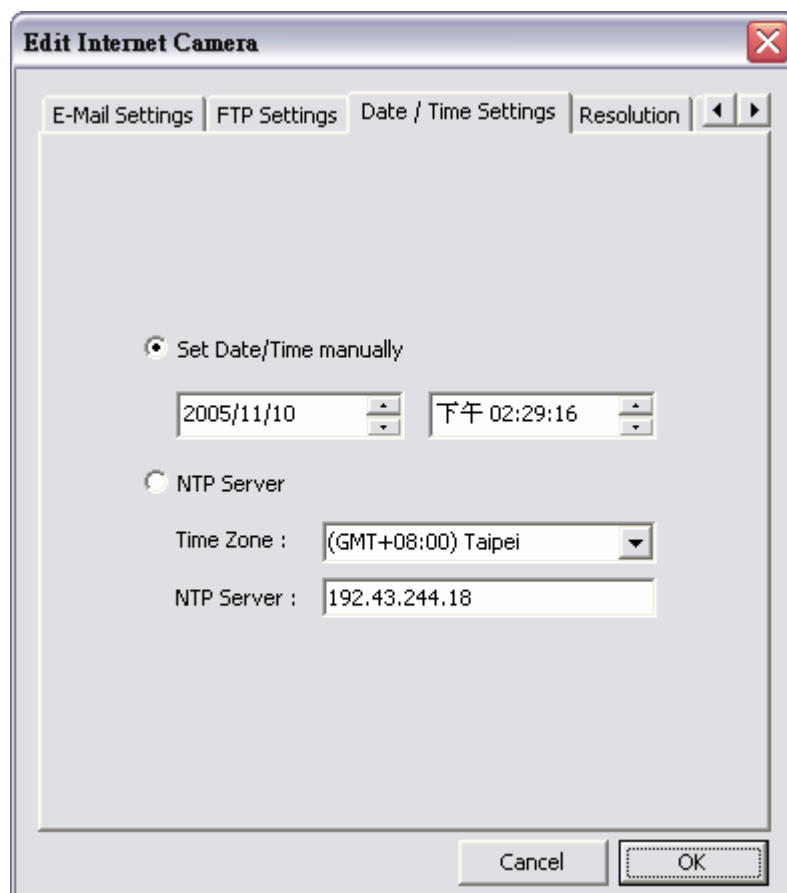 Edit Internet Camera
E-Mail Settings FTP Settings Date / Time Settings Resolution
Set Date/Time manually
2005/11/10 下午 02:29:16
NTP Server
Time Zone : (GMT+08:00) Taipei
NTP Server : 192.43.244.18
Cancel OK